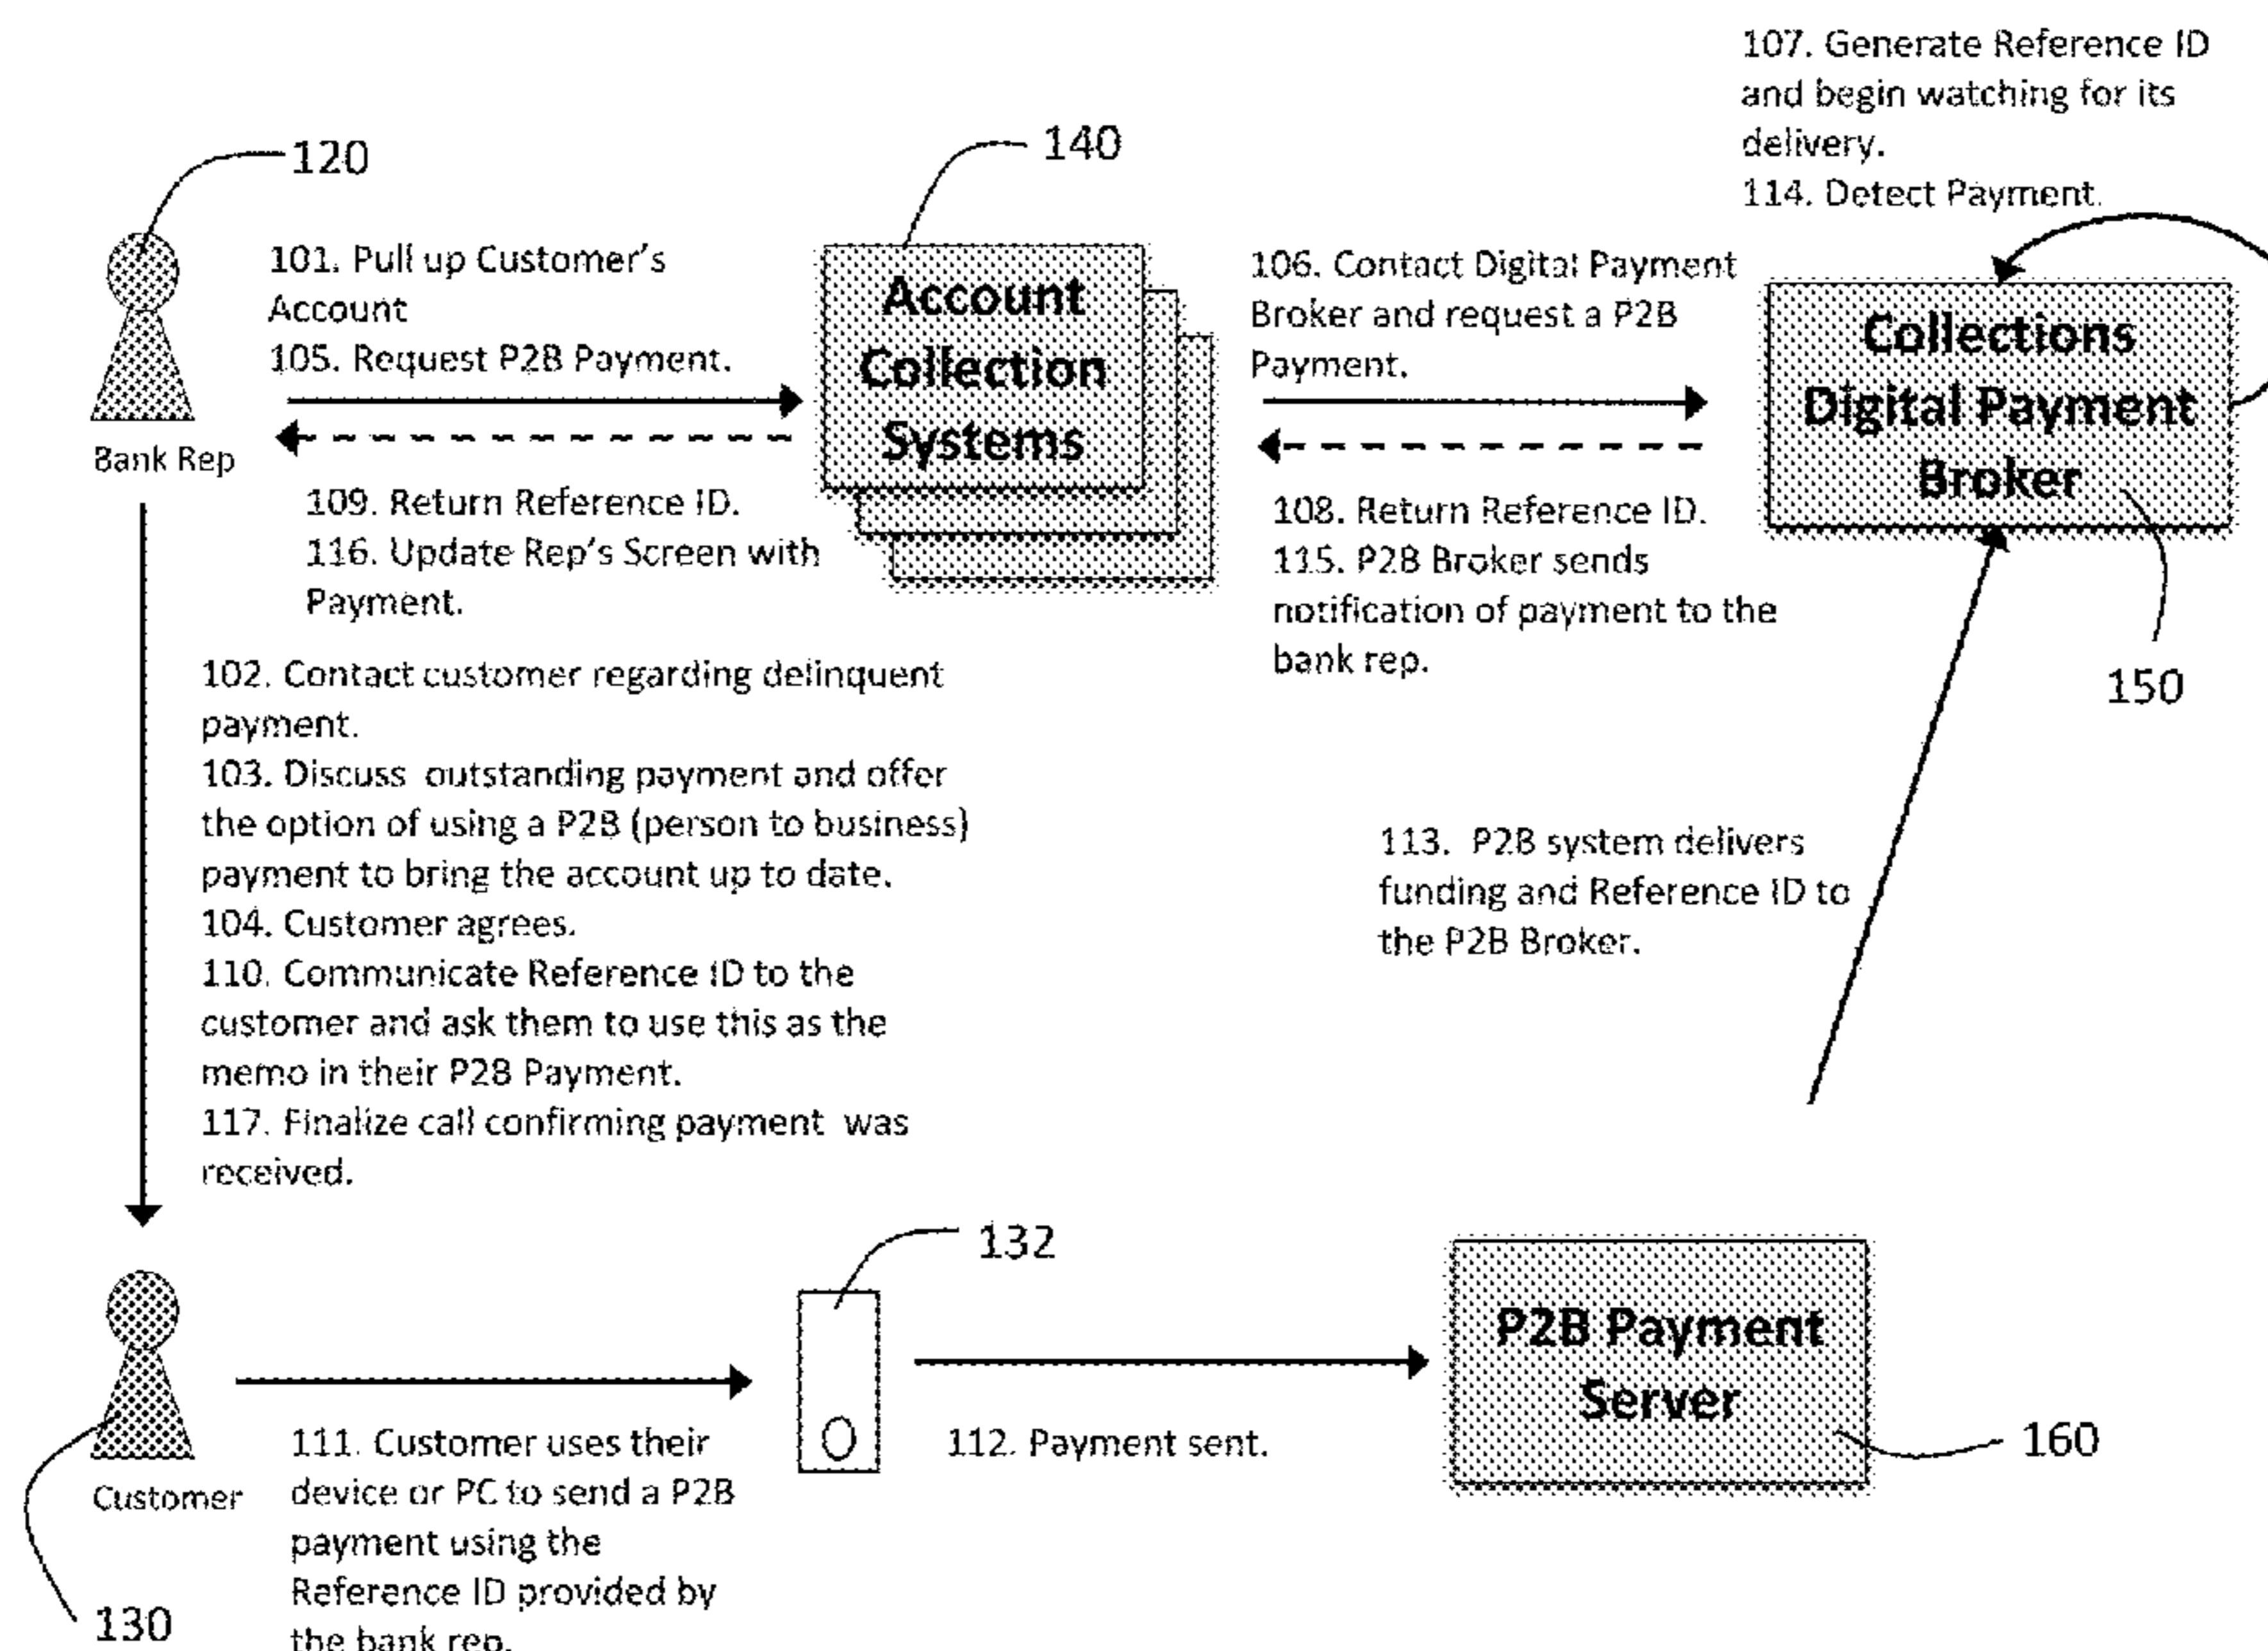 107. Generate Reference ID
and begin watching for its
delivery.
114. Detect Payment.
120
140
101. Pull up Customer's
Account
105. Request P2B Payment.
Account
Collection
Systems
106. Contact Digital Payment
Broker and request a P2B
Payment.
Collections
Digital Payment
Broker
Bank Rep
109. Return Reference ID.
116. Update Rep's Screen with
Payment.
108. Return Reference ID.
115. P2B Broker sends
notification of payment to the
bank rep.
150
102. Contact customer regarding delinquent
payment.
103. Discuss outstanding payment and offer
the option of using a P2B (person to business)
payment to bring the account up to date.
104. Customer agrees.
110. Communicate Reference ID to the
customer and ask them to use this as the
memo in their P2B Payment.
117. Finalize call confirming payment was
received.
113. P2B system delivers
funding and Reference ID to
the P2B Broker.
132
P2B Payment
Server
160
Customer
130
111. Customer uses their
device or PC to send a P2B
payment using the
Reference ID provided by
the bank rep.
112. Payment sent.